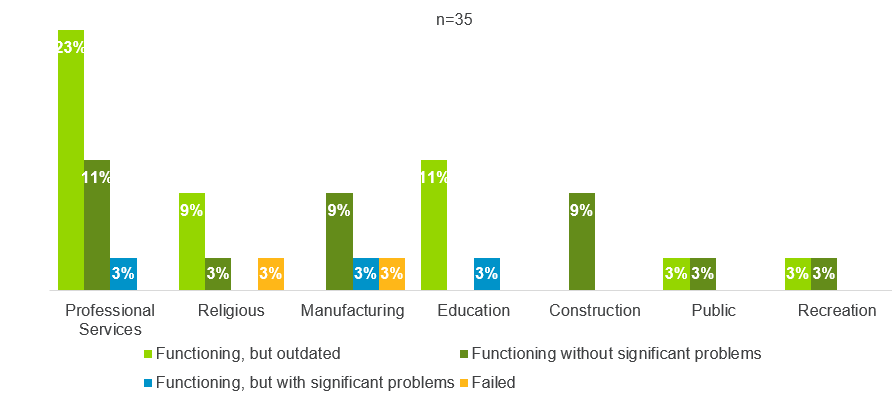 n=35
23%
11%
3%
9%
3%
3%
9%
3%
3%
11%
3%
9%
3%
3%
3%
3%
Professional
Services
Religious
Manufacturing
Education
Construction
Public
Recreation
Functioning, but outdated
Functioning without significant problems
Functioning, but with significant problems
Failed